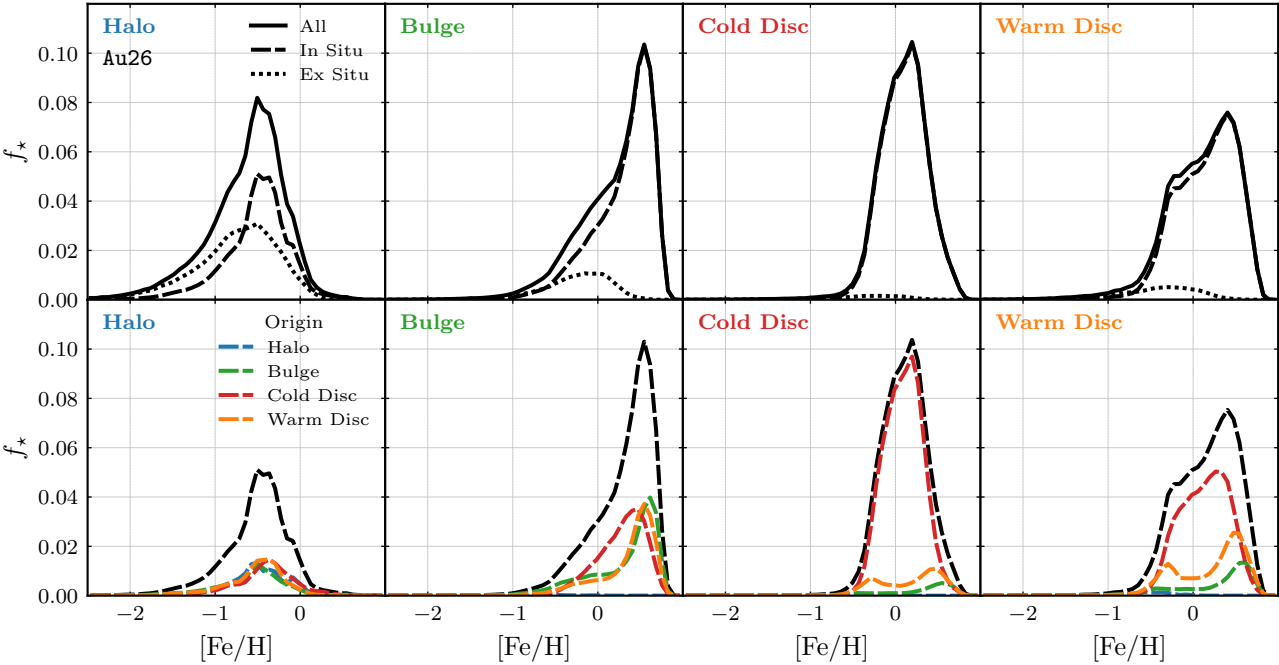 Halo
Au26
All
In Situ
Ex Situ
Bulge
Cold Disc
Warm Disc
f⋆
0.10
0.08
0.06
0.04
0.02
0.00
Halo
Origin
Halo
Bulge
Cold Disc
Warm Disc
Bulge
Cold Disc
Warm Disc
f⋆
0.10
0.08
0.06
0.04
0.02
0.00
−2 −1 0 −2 −1 0 −2 −1 0 −2 −1 0
[Fe/H] [Fe/H] [Fe/H] [Fe/H]